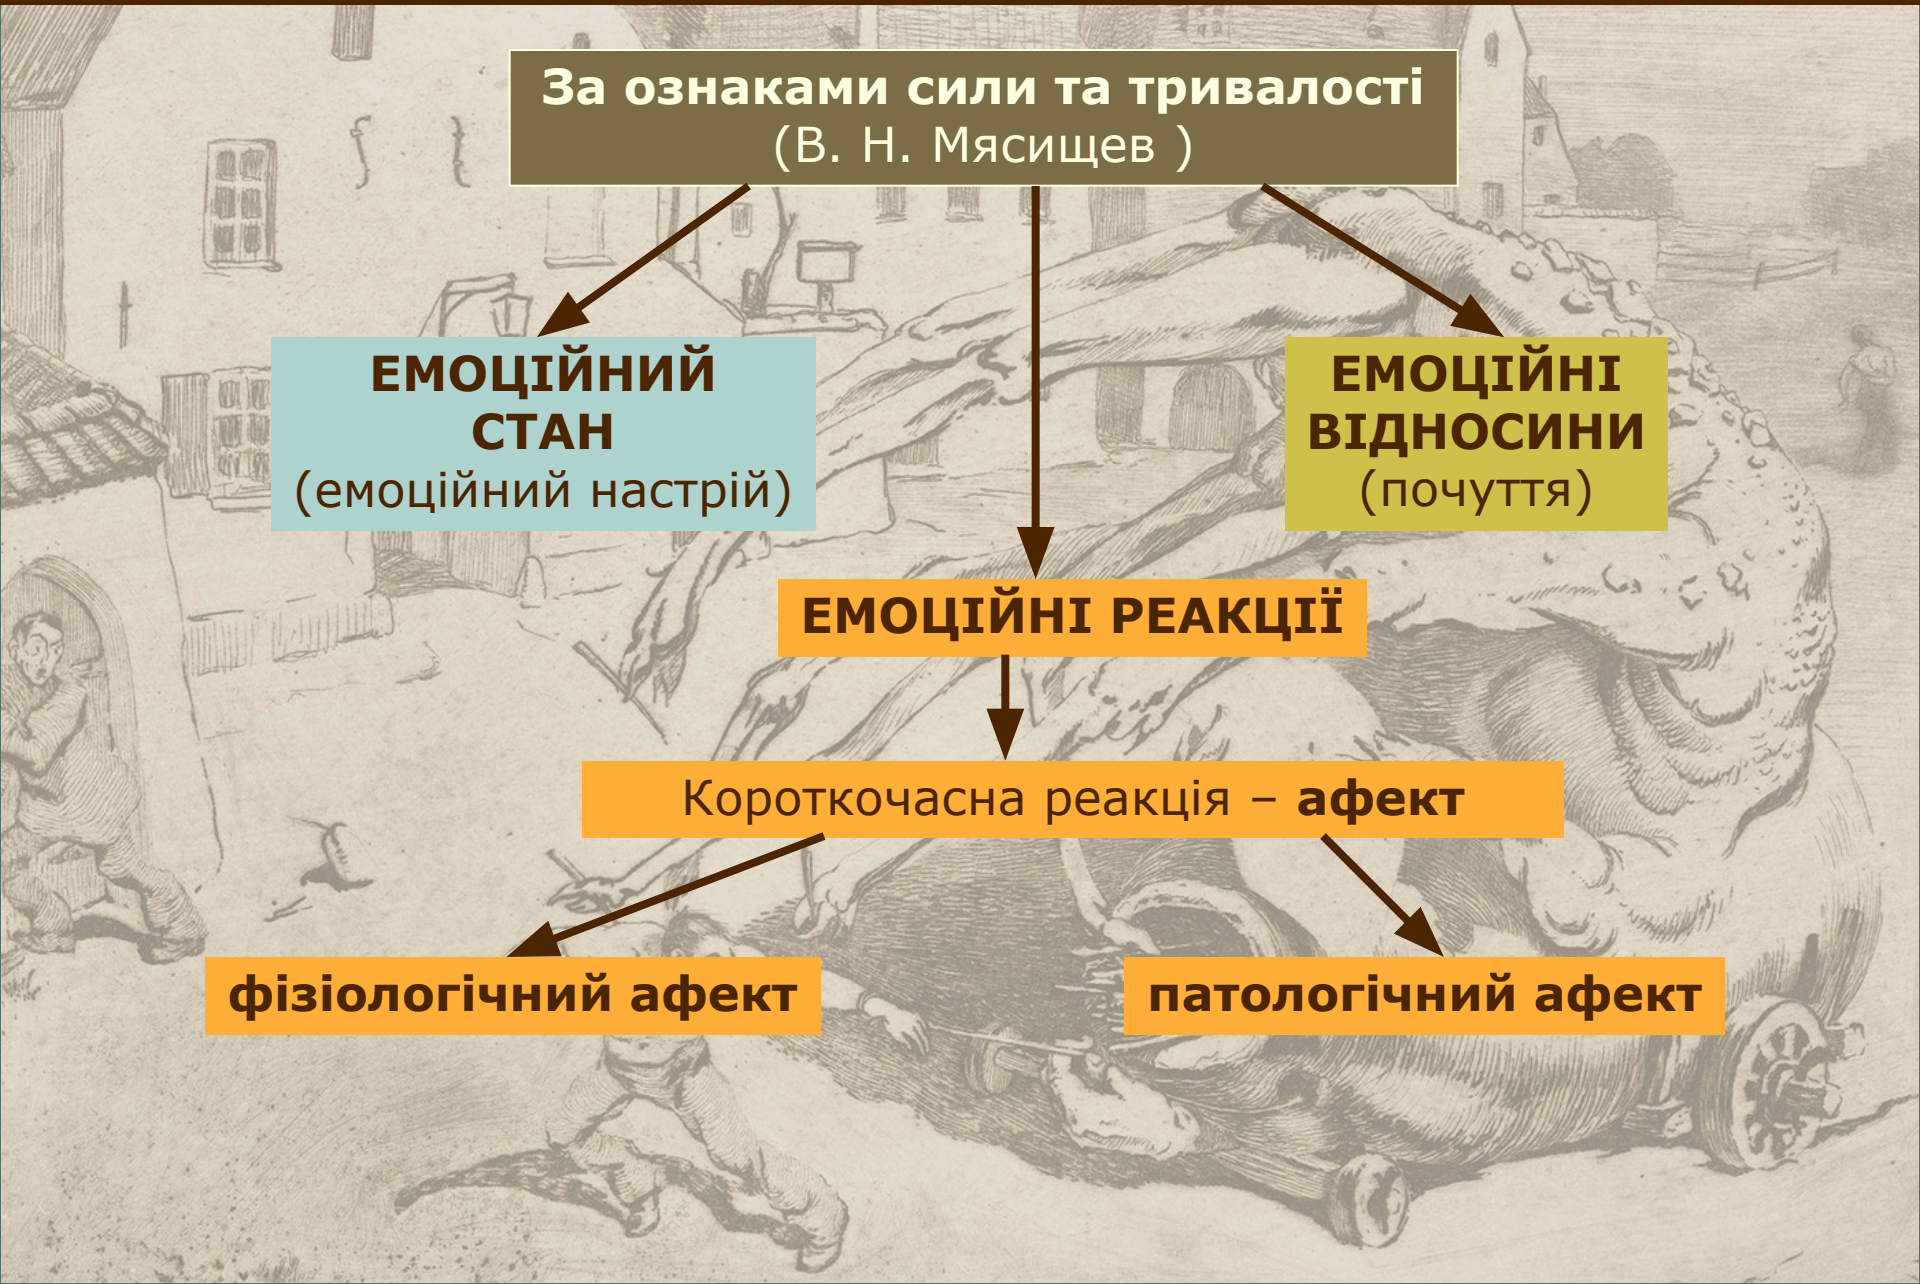 За ознаками сили та тривалості
(В. Н. Мясищев )
ЕМОЦІЙНИЙ
СТАН
(емоційний настрій)
ЕМОЦІЙНІ
ВІДНОСИНИ
(почуття)
ЕМОЦІЙНІ РЕАКЦІЇ
Короткочасна реакція – афект
фізіологічний афект
патологічний афект